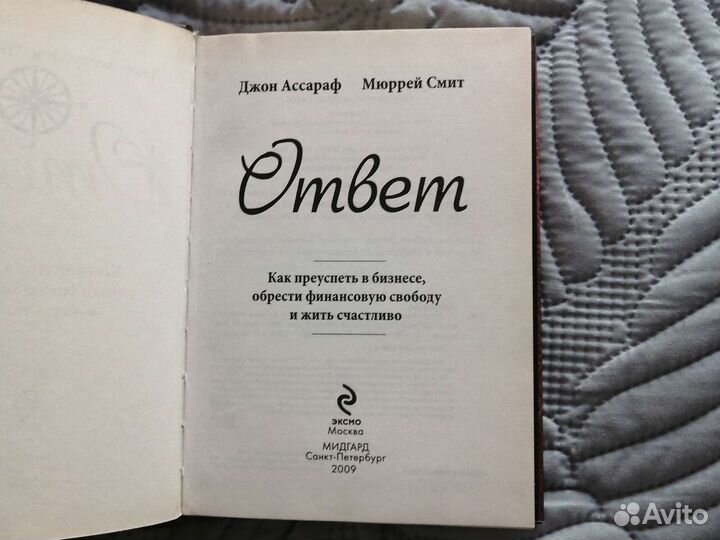 Джон Ассараф Мюррей Смит
Ответ
Как преуспеть в бизнесе,
обрести финансовую свободу
и жить счастливо
ЭКСМО
Москва
МИДГАРД
Санкт-Петербург
2009
Avito